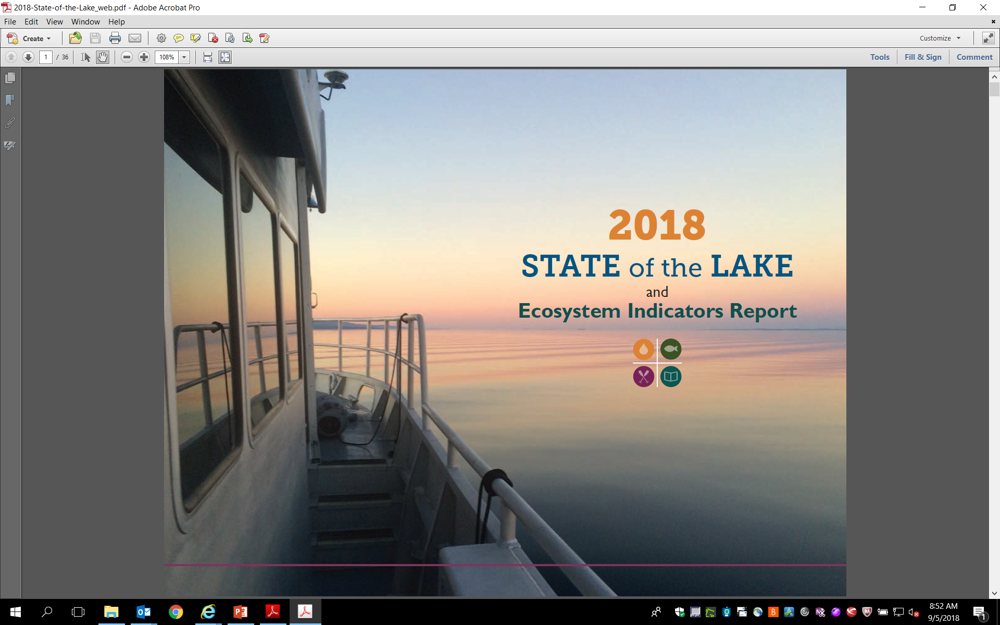 2018-State-of-the-Lake_web.pdf - Adobe Acrobat Pro
File Edit View Window Help
Create
Customize
1 / 36
108%
Tools Fill & Sign Comment
2018
STATE of the LAKE
and
Ecosystem Indicators Report
8:52 AM
9/5/2018
1